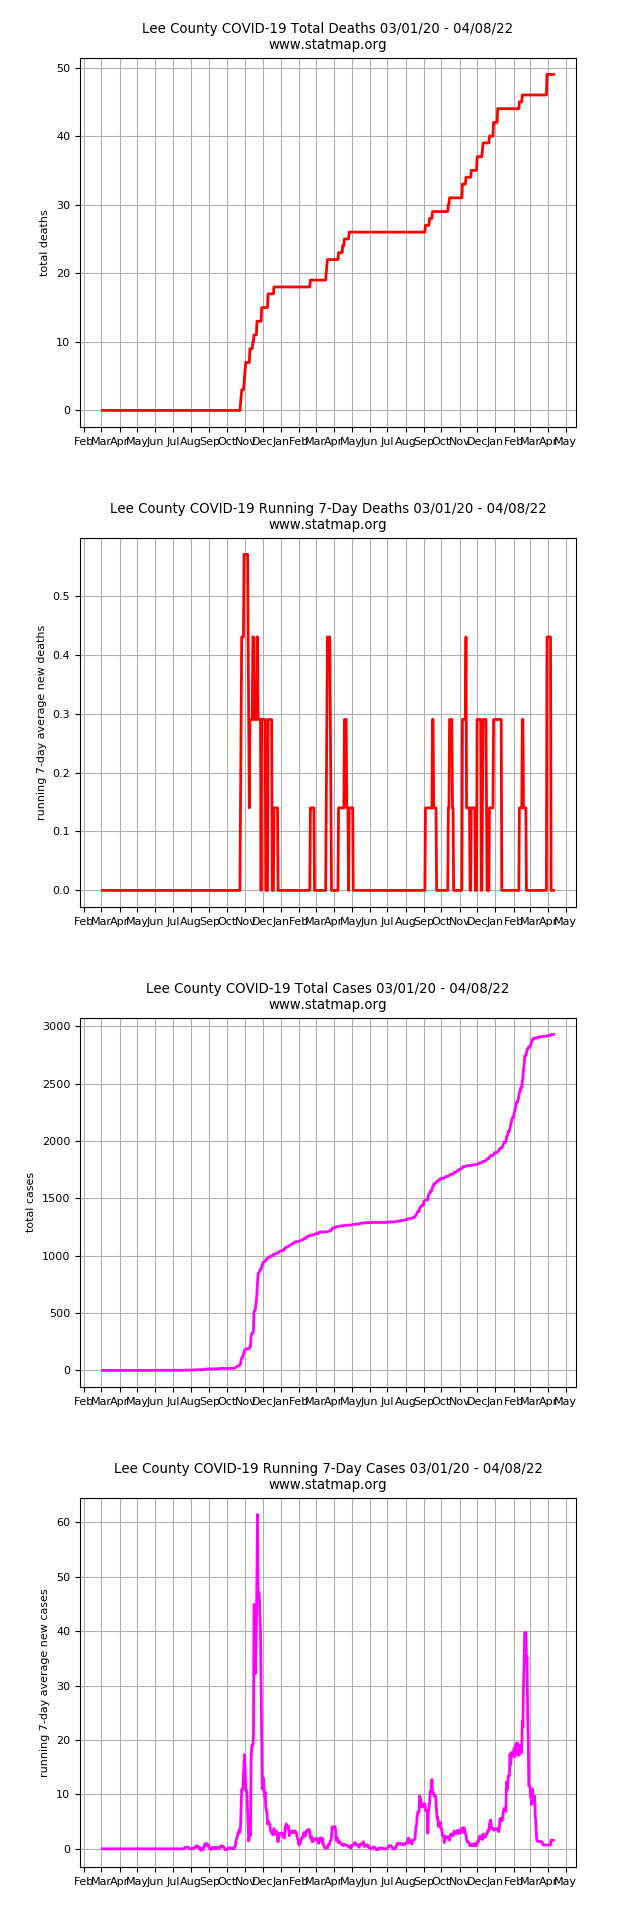 Lee County COVID-19 Total Deaths 03/01/20 - 04/08/22
www.statmap.org
50
40
30
20
10
0
total deaths
Feb Mar Apr May Jun Jul Aug Sep Oct Nov Dec Jan Feb Mar Apr May Jun Jul Aug Sep Oct Nov Dec Jan Feb Mar Apr May
Lee County COVID-19 Running 7-Day Deaths 03/01/20 - 04/08/22
www.statmap.org
0.5
0.4
0.3
0.2
0.1
0.0
running 7-day average new deaths
Feb Mar Apr May Jun Jul Aug Sep Oct Nov Dec Jan Feb Mar Apr May Jun Jul Aug Sep Oct Nov Dec Jan Feb Mar Apr May
Lee County COVID-19 Total Cases 03/01/20 - 04/08/22
www.statmap.org
3000
2500
2000
1500
1000
500
0
total cases
Feb Mar Apr May Jun Jul Aug Sep Oct Nov Dec Jan Feb Mar Apr May Jun Jul Aug Sep Oct Nov Dec Jan Feb Mar Apr May
Lee County COVID-19 Running 7-Day Cases 03/01/20 - 04/08/22
www.statmap.org
60
50
40
30
20
10
0
running 7-day average new cases
Feb Mar Apr May Jun Jul Aug Sep Oct Nov Dec Jan Feb Mar Apr May Jun Jul Aug Sep Oct Nov Dec Jan Feb Mar Apr May